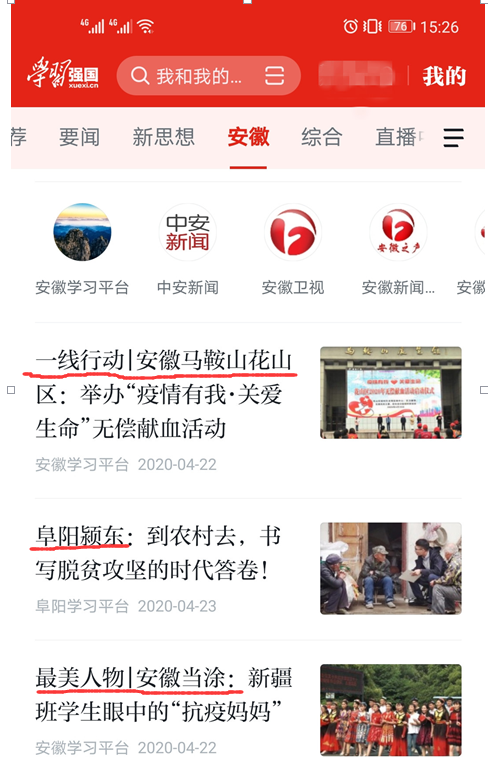 4G 4G 76 15:26
学习强国
xuexi.cn
我和我的...
我的
荐 要闻 新思想 安徽 综合 直播
中安
新闻
安徽之声
安徽学习平台 中安新闻 安徽卫视 安徽新闻... 安徽
一线行动|安徽马鞍山花山
区：举办“疫情有我·关爱
生命”无偿献血活动
安徽学习平台 2020-04-22
阜阳颍东：到农村去，书
写脱贫攻坚的时代答卷！
阜阳学习平台 2020-04-23
最美人物|安徽当涂：新疆
班学生眼中的“抗疫妈妈”
安徽学习平台 2020-04-22